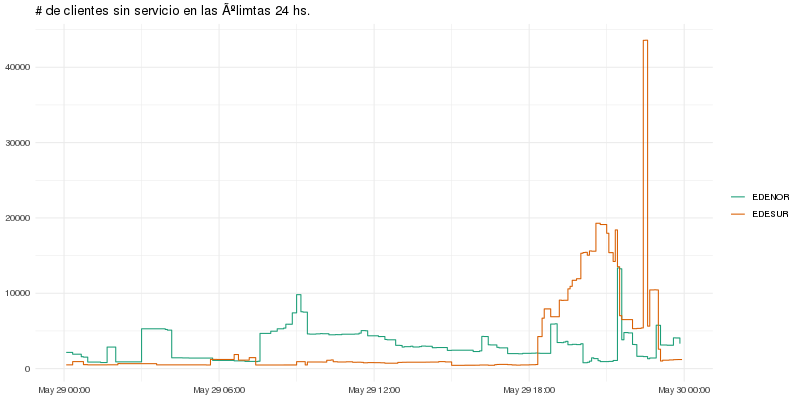 # de clientes sin servicio en las Ãºlimtas 24 hs.
40000
30000
20000
10000
0
May 29 00:00
May 29 06:00
May 29 12:00
May 29 18:00
May 30 00:00
EDENOR
EDESUR